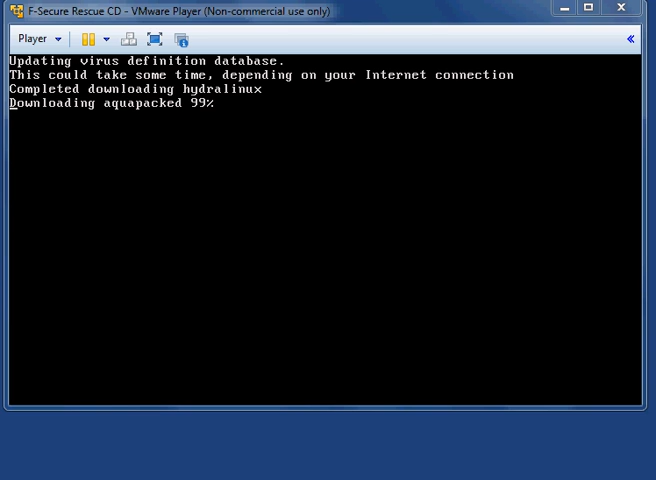 F-Secure Rescue CD - VMware Player (Non-commercial use only)
Player
Updating virus definition database.
This could take some time, depending on your Internet connection
Completed downloading hydralinux
Downloading aquapacked 99%